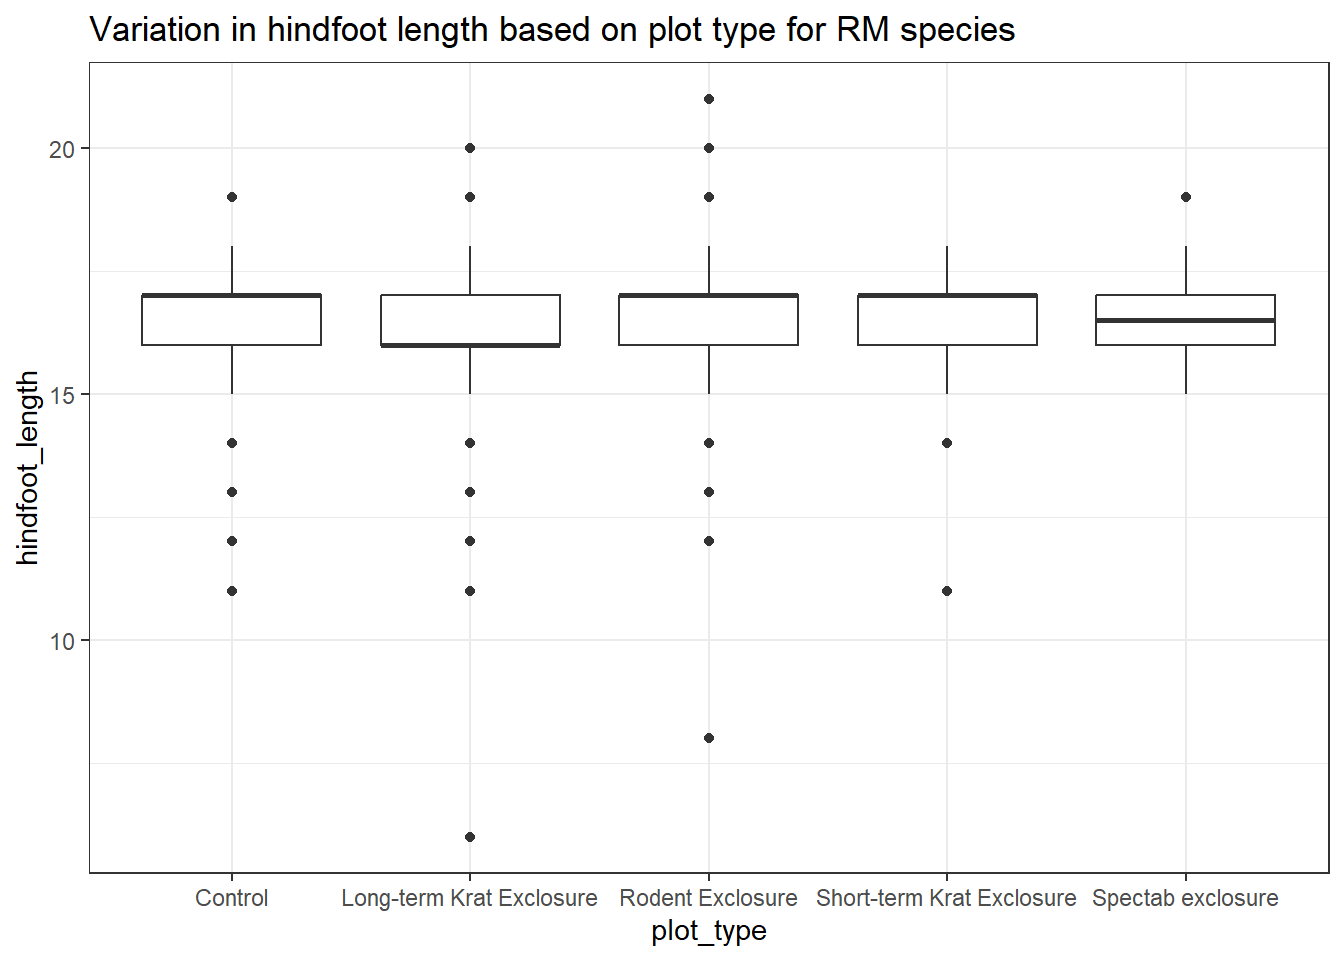 Variation in hindfoot length based on plot type for RM species
hindfoot_length
20
15
10
Control Long-term Krat Exclosure Rodent Exclosure Short-term Krat Exclosure Spectab exclosure
plot_type